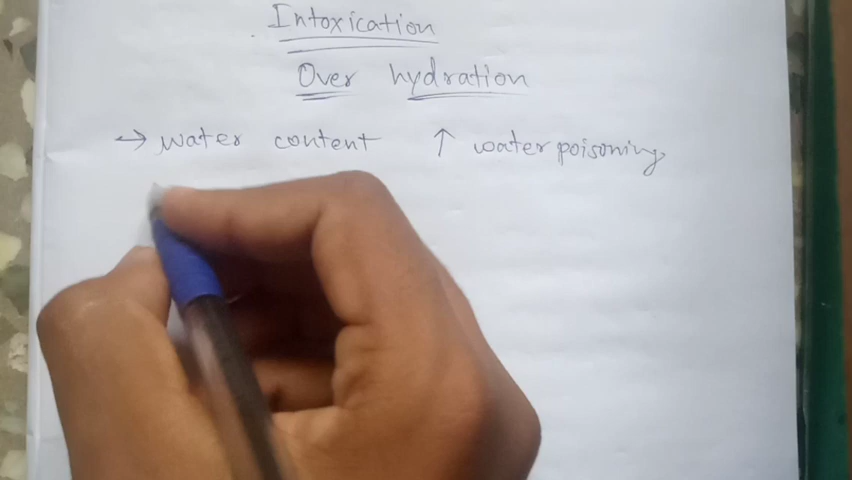 Intoxication
Over hydration
→ water content ↑ water poisoning